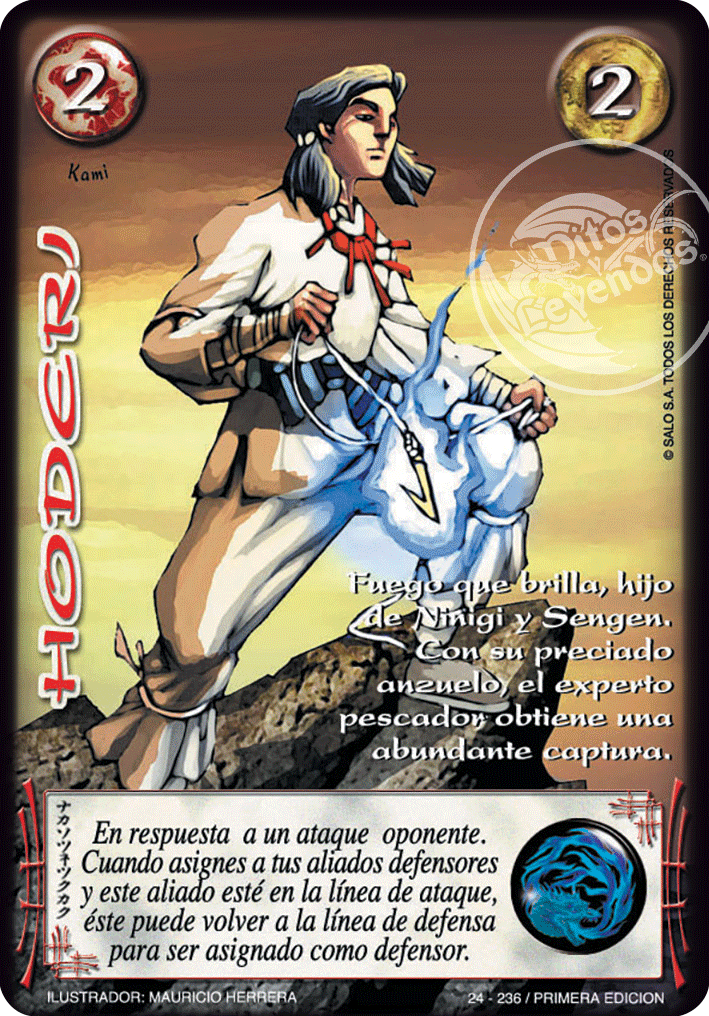 2
2
Kami
HODERI
Mitos
y
Leyendas®
© SALO S.A. TODOS LOS DERECHOS RESERVADOS
Fuego que brilla, hijo
de Ninigi y Sengen.
Con su preciado
anzuelo, el experto
pescador obtiene una
abundante captura.
ナカソツネツクカク
En respuesta a un ataque oponente.
Cuando asignes a tus aliados defensores
y este aliado esté en la línea de ataque,
éste puede volver a la línea de defensa
para ser asignado como defensor.
ILUSTRADOR: MAURICIO HERRERA
24 - 236 / PRIMERA EDICION